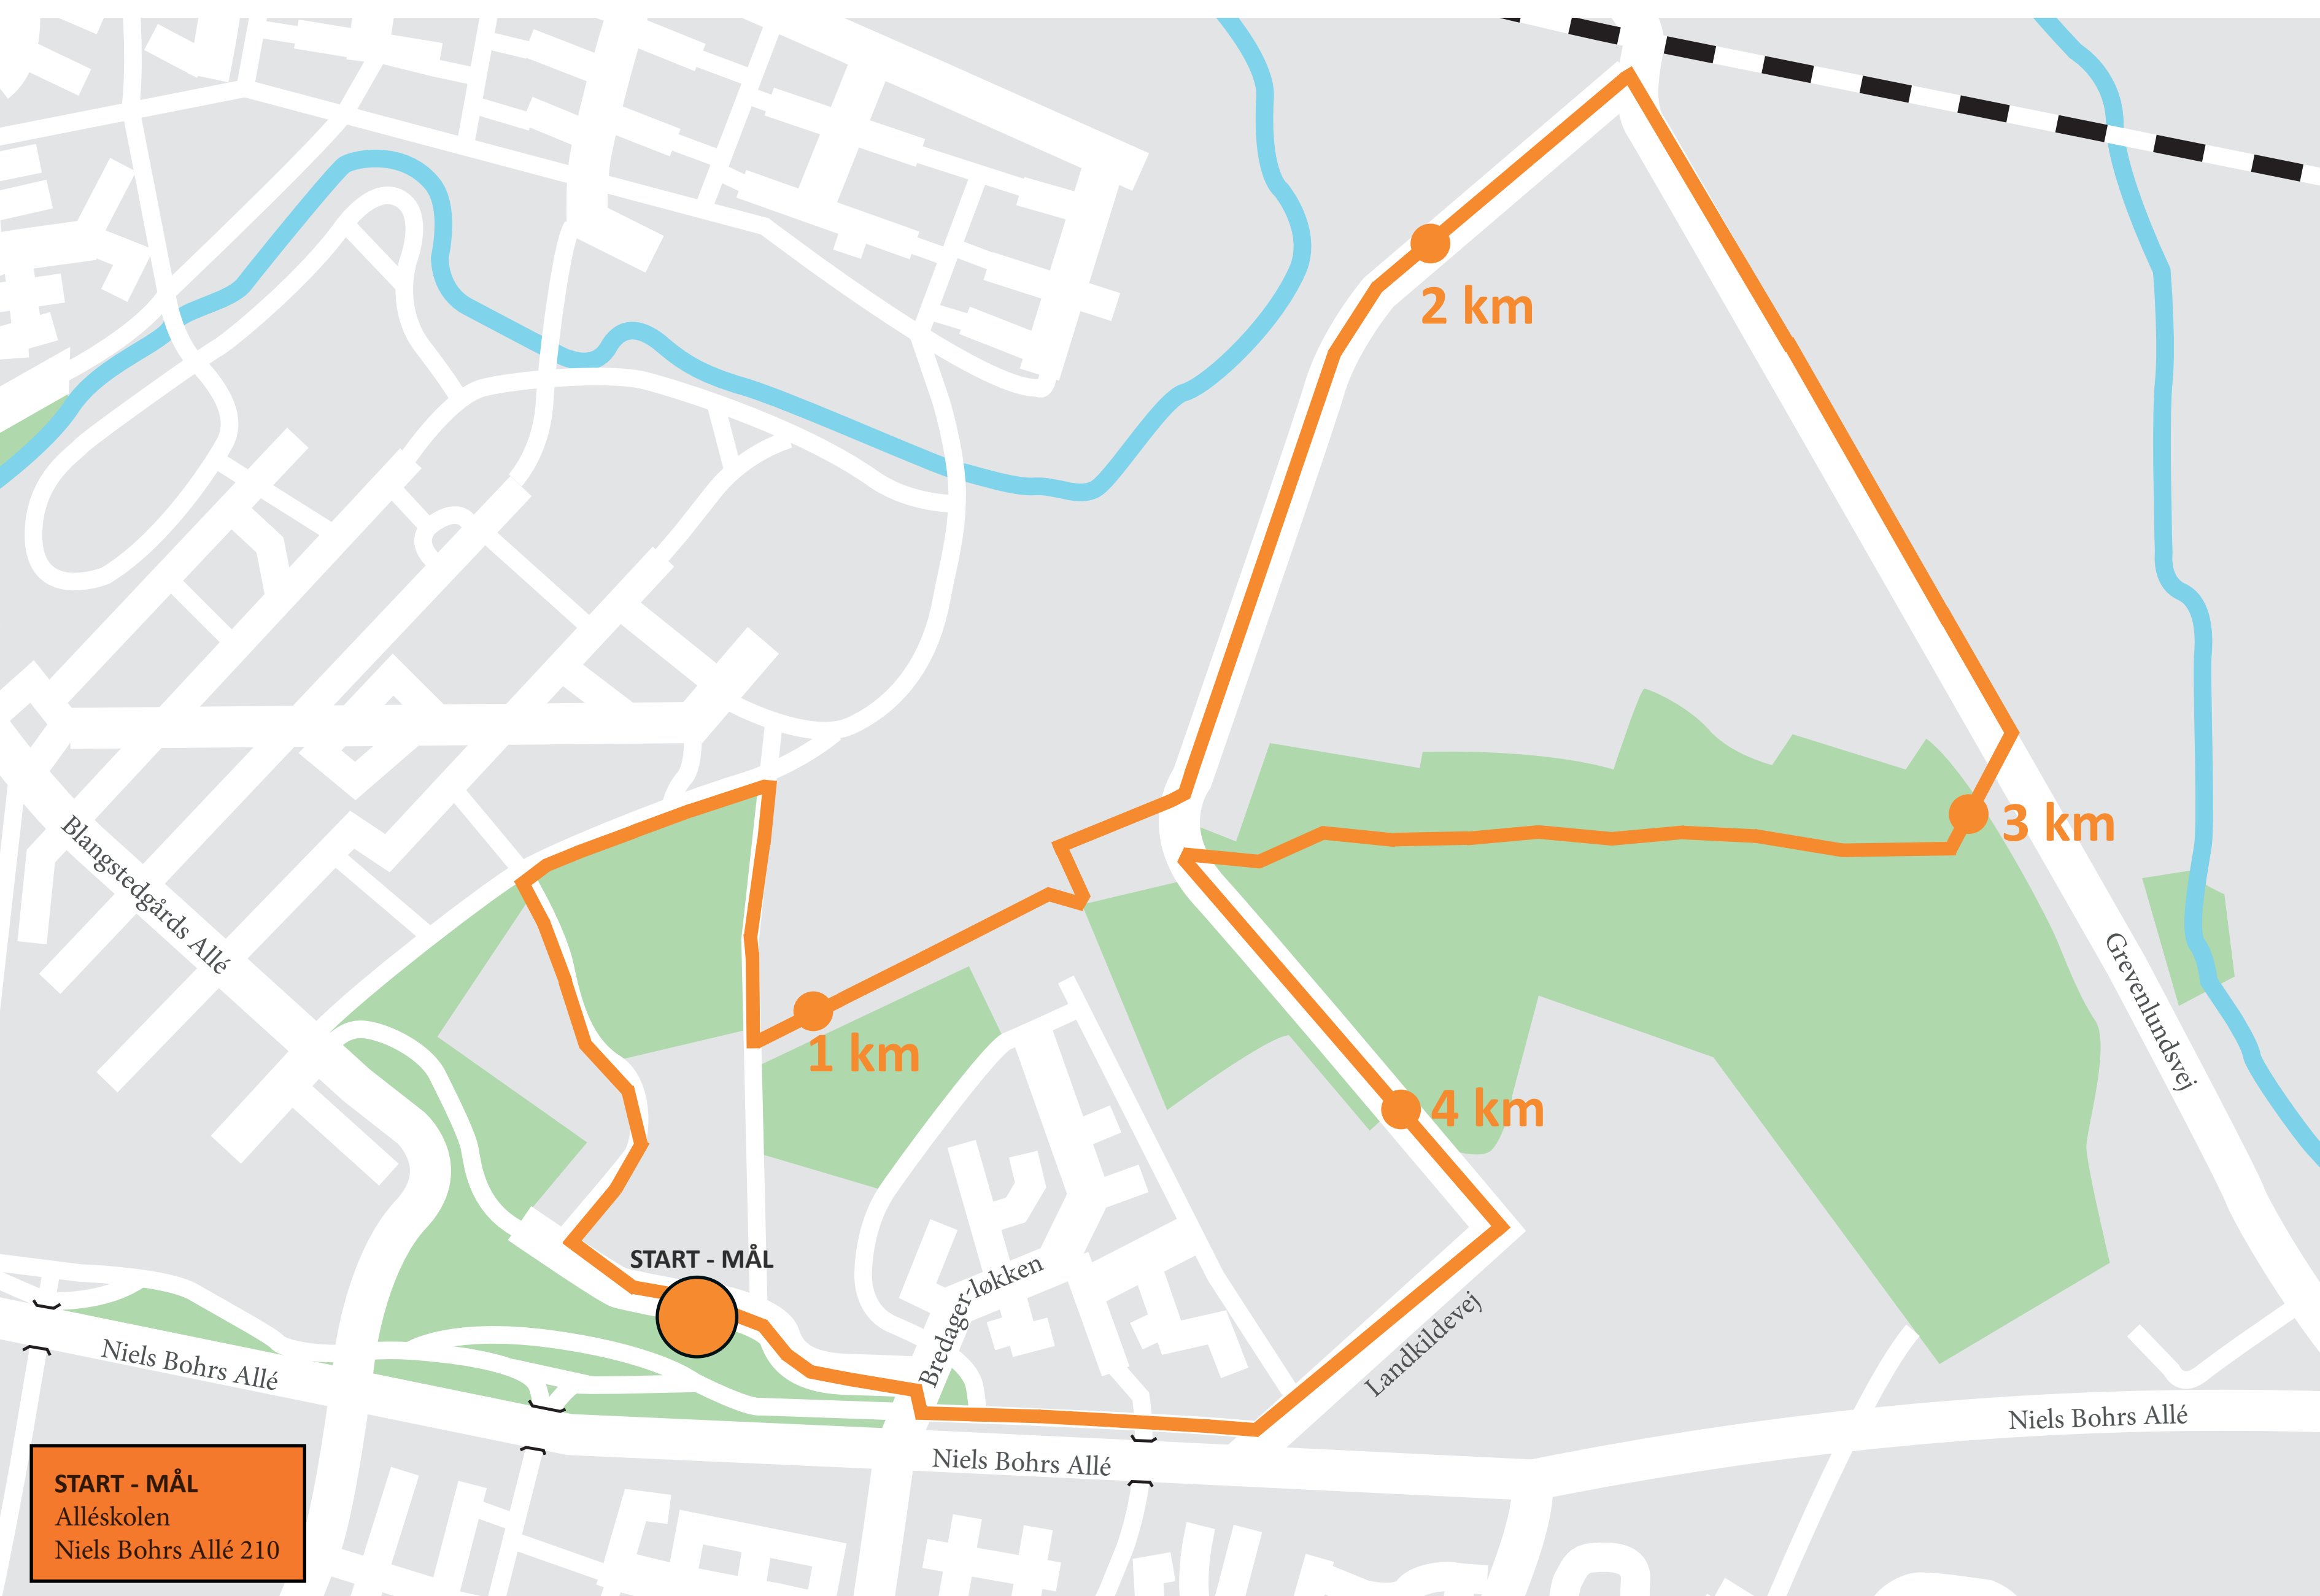 2 km
3 km
Blangstedgårds Allé
Grevenlundsvej
1 km
4 km
START - MÅL
Bredager-løkken
Landkildevej
Niels Bohrs Allé
Niels Bohrs Allé
Niels Bohrs Allé
START - MÅL
Alléskolen
Niels Bohrs Allé 210